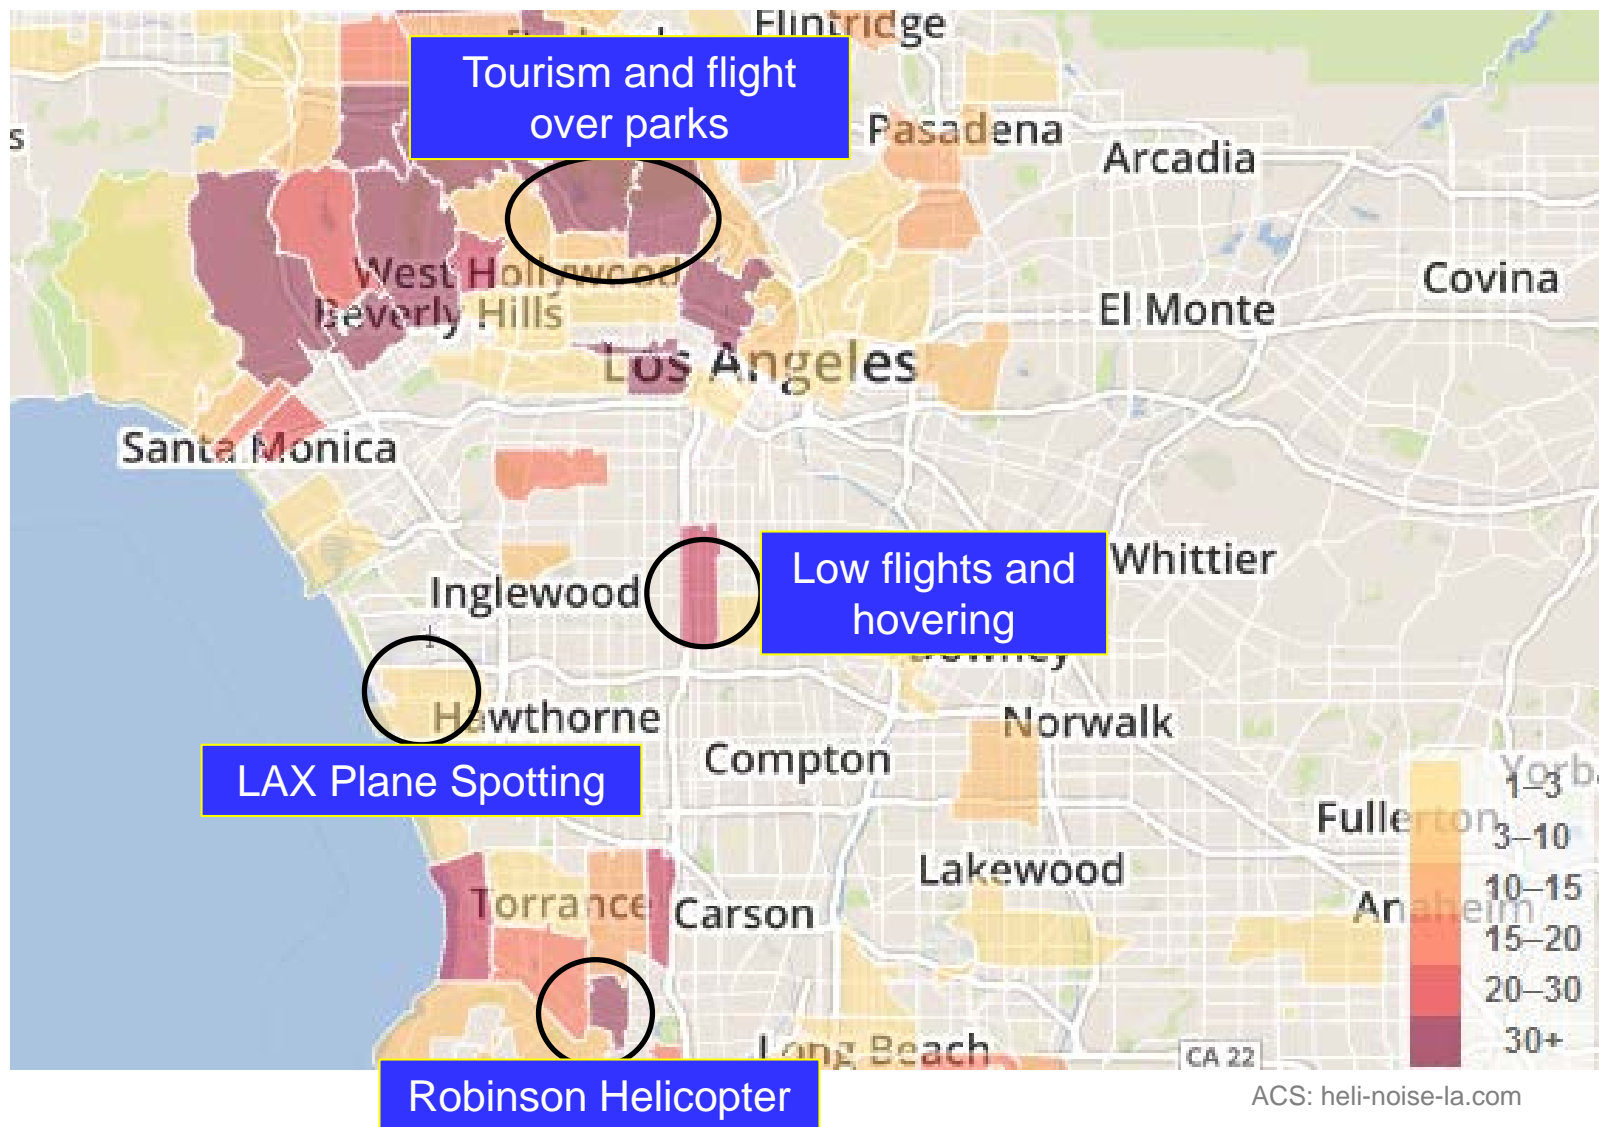 Flintridge
Tourism and flight
over parks
s
Pasadena
Arcadia
West Hollywood
Beverly Hills
Covina
El Monte
Los Angeles
Santa Monica
Low flights and
hovering
Whittier
Inglewood
Downey
Hawthorne
Norwalk
LAX Plane Spotting
Compton
Yorb
1–3
Fullerton
3–10
Lakewood
10–15
Torrance
Carson
Anaheim
15–20
20–30
30+
Long Beach
CA 22
Robinson Helicopter
ACS: heli-noise-la.com